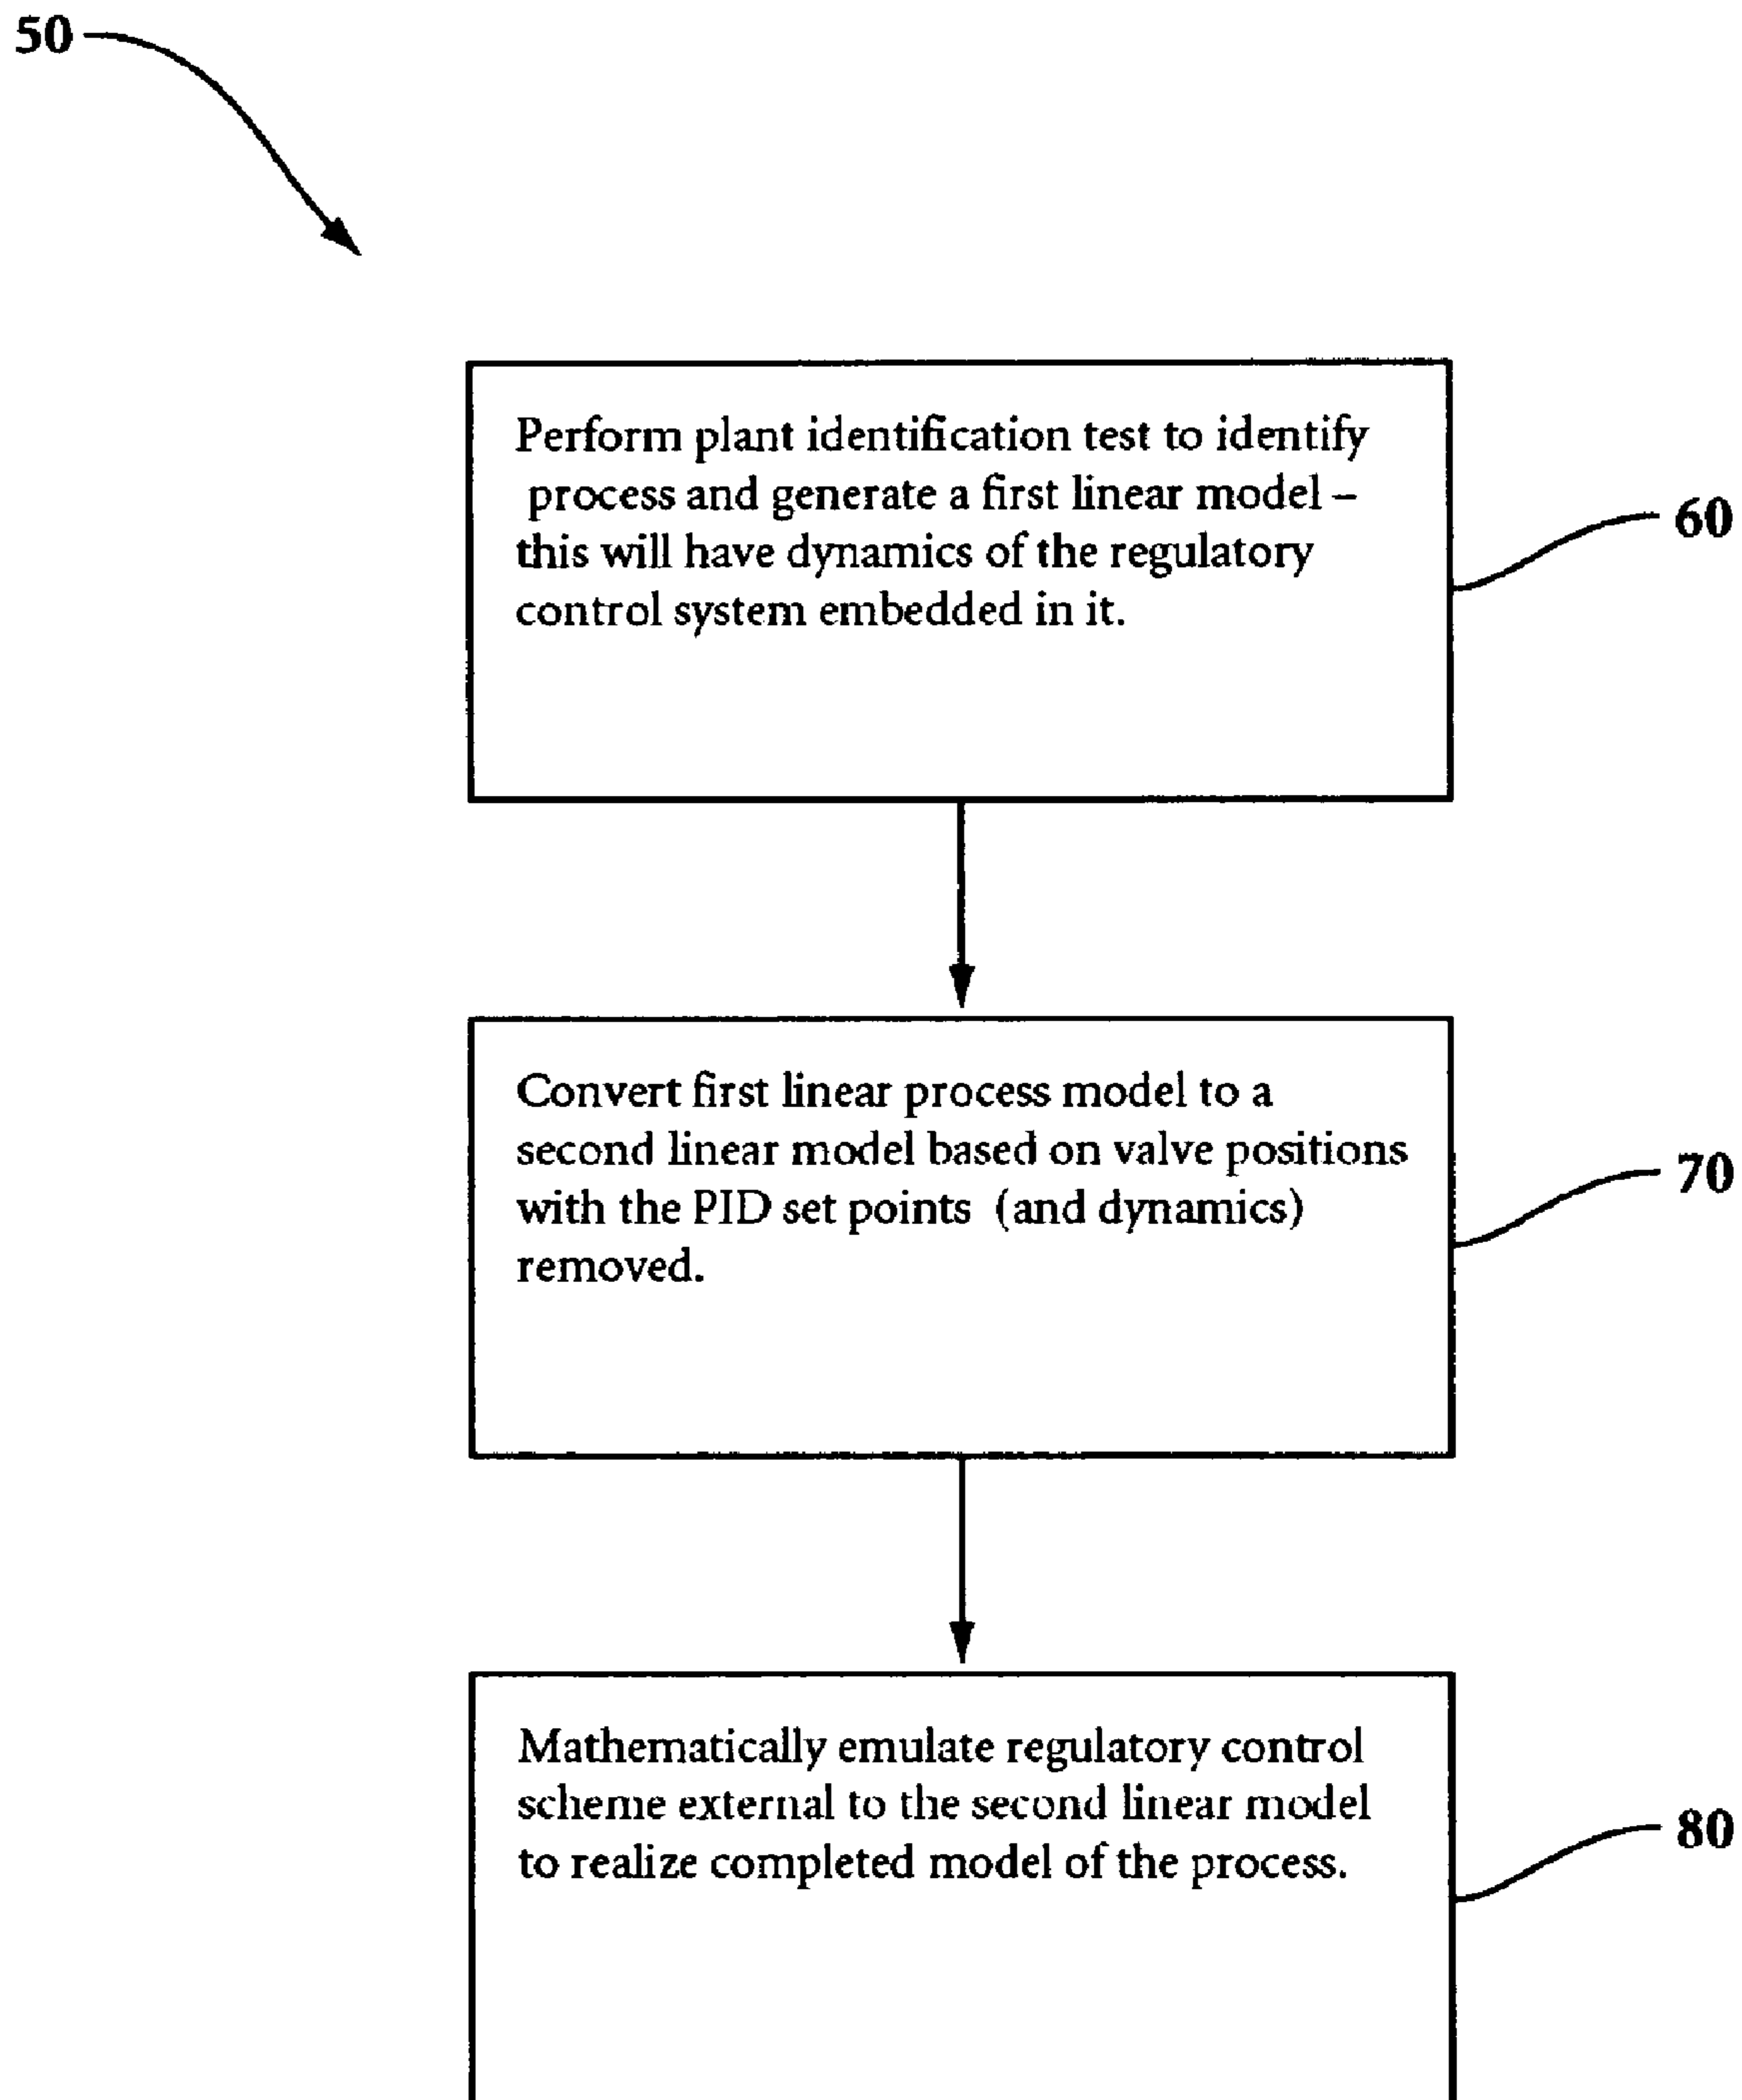 50
Perform plant identification test to identify
process and generate a first linear model –
this will have dynamics of the regulatory
control system embedded in it.
60
Convert first linear process model to a
second linear model based on valve positions
with the PID set points (and dynamics)
removed.
70
Mathematically emulate regulatory control
scheme external to the second linear model
to realize completed model of the process.
80